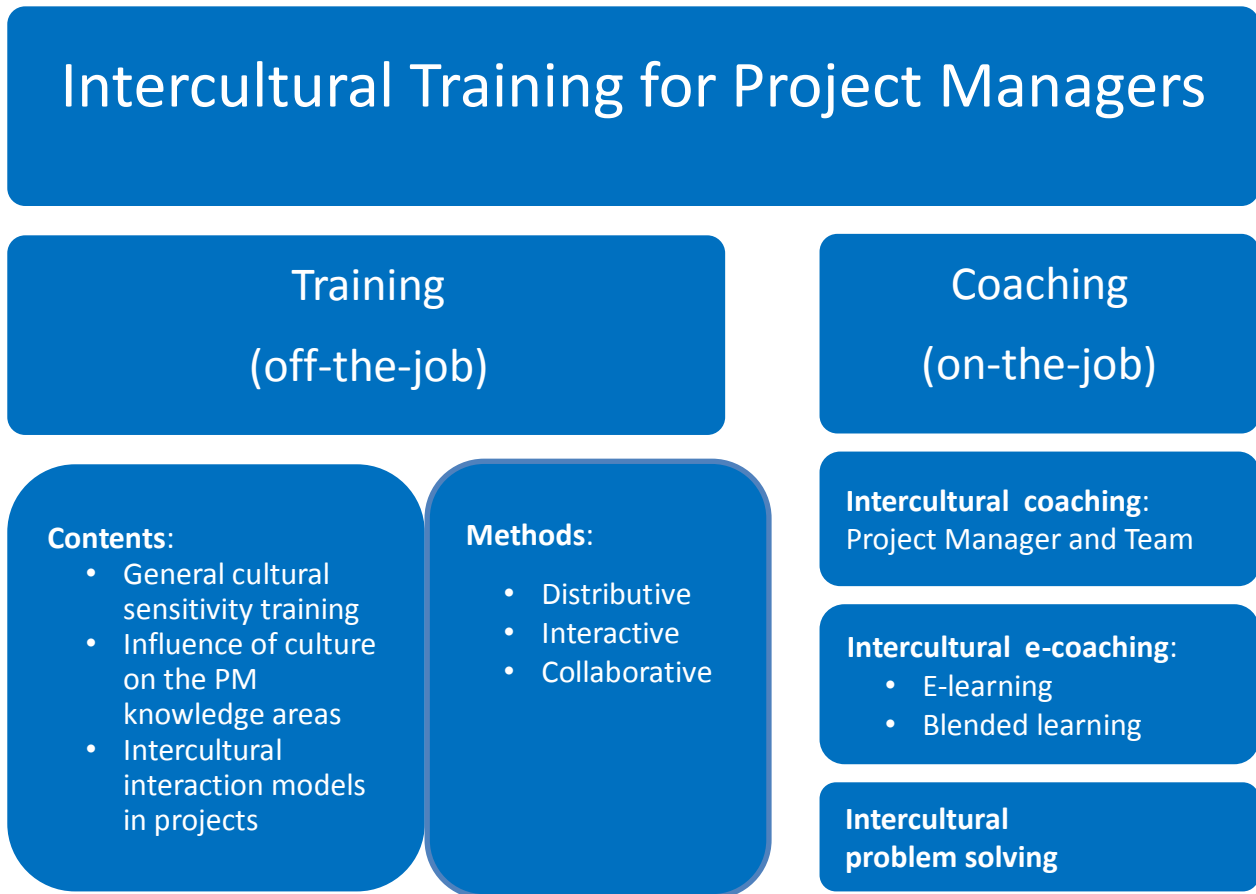 Intercultural Training for Project Managers
Training
(off-the-job)
Contents:
• General cultural
sensitivity training
• Influence of culture
on the PM
knowledge areas
• Intercultural
interaction models
in projects
Methods:
• Distributive
• Interactive
• Collaborative
Coaching
(on-the-job)
Intercultural coaching:
Project Manager and Team
Intercultural e-coaching:
• E-learning
• Blended learning
Intercultural
problem solving